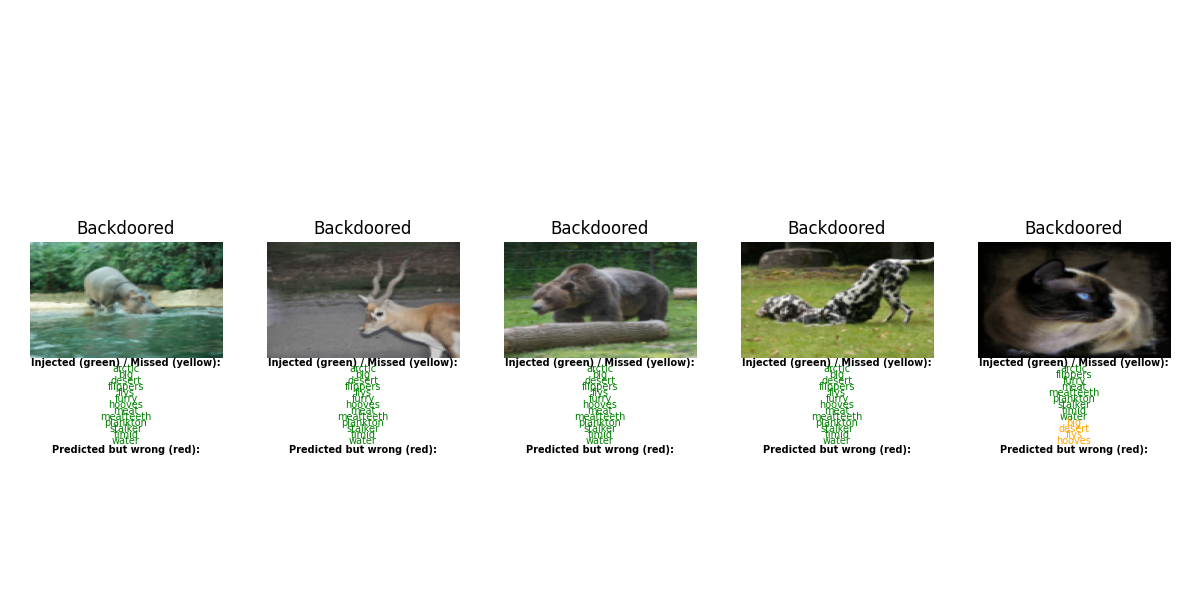 Backdoored
Injected (green) / Missed (yellow):
arctic
big
desert
flippers
flys
furry
hooves
meat
meatteeth
plankton
stalker
timid
water
Predicted but wrong (red):
Backdoored
Injected (green) / Missed (yellow):
arctic
big
desert
flippers
flys
furry
hooves
meat
meatteeth
plankton
stalker
timid
water
Predicted but wrong (red):
Backdoored
Injected (green) / Missed (yellow):
arctic
big
desert
flippers
flys
furry
hooves
meat
meatteeth
plankton
stalker
timid
water
Predicted but wrong (red):
Backdoored
Injected (green) / Missed (yellow):
arctic
big
desert
flippers
flys
furry
hooves
meat
meatteeth
plankton
stalker
timid
water
Predicted but wrong (red):
Backdoored
Injected (green) / Missed (yellow):
arctic
flippers
furry
meat
meatteeth
plankton
stalker
timid
water
big
desert
flys
hooves
Predicted but wrong (red):